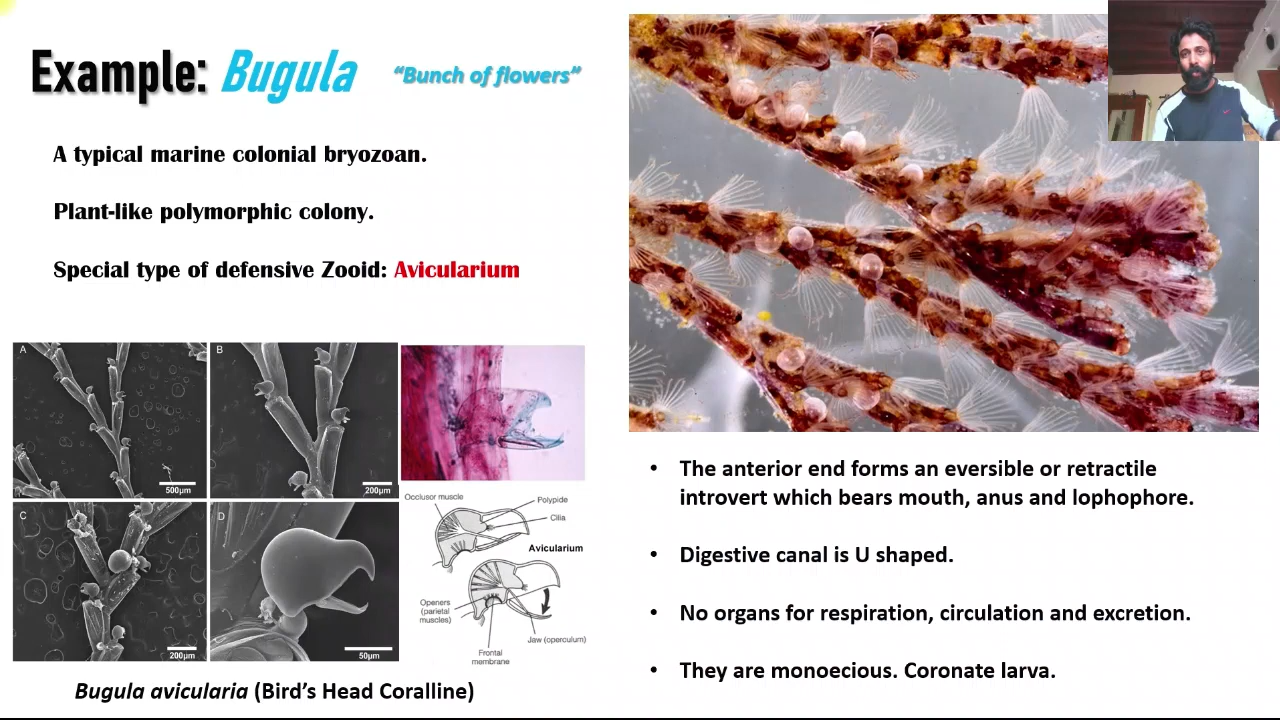 Example: Bugula “Bunch of flowers”
A typical marine colonial bryozoan.
Plant-like polymorphic colony.
Special type of defensive Zooid: Avicularium
A
500µm
B
200µm
C
200µm
D
50µm
Occlusor muscle
Polypide
Cilia
Avicularium
Openers
(parietal
muscles)
Jaw (operculum)
Frontal
membrane
Bugula avicularia (Bird’s Head Coralline)
• The anterior end forms an eversible or retractile
introvert which bears mouth, anus and lophophore.
• Digestive canal is U shaped.
• No organs for respiration, circulation and excretion.
• They are monoecious. Coronate larva.